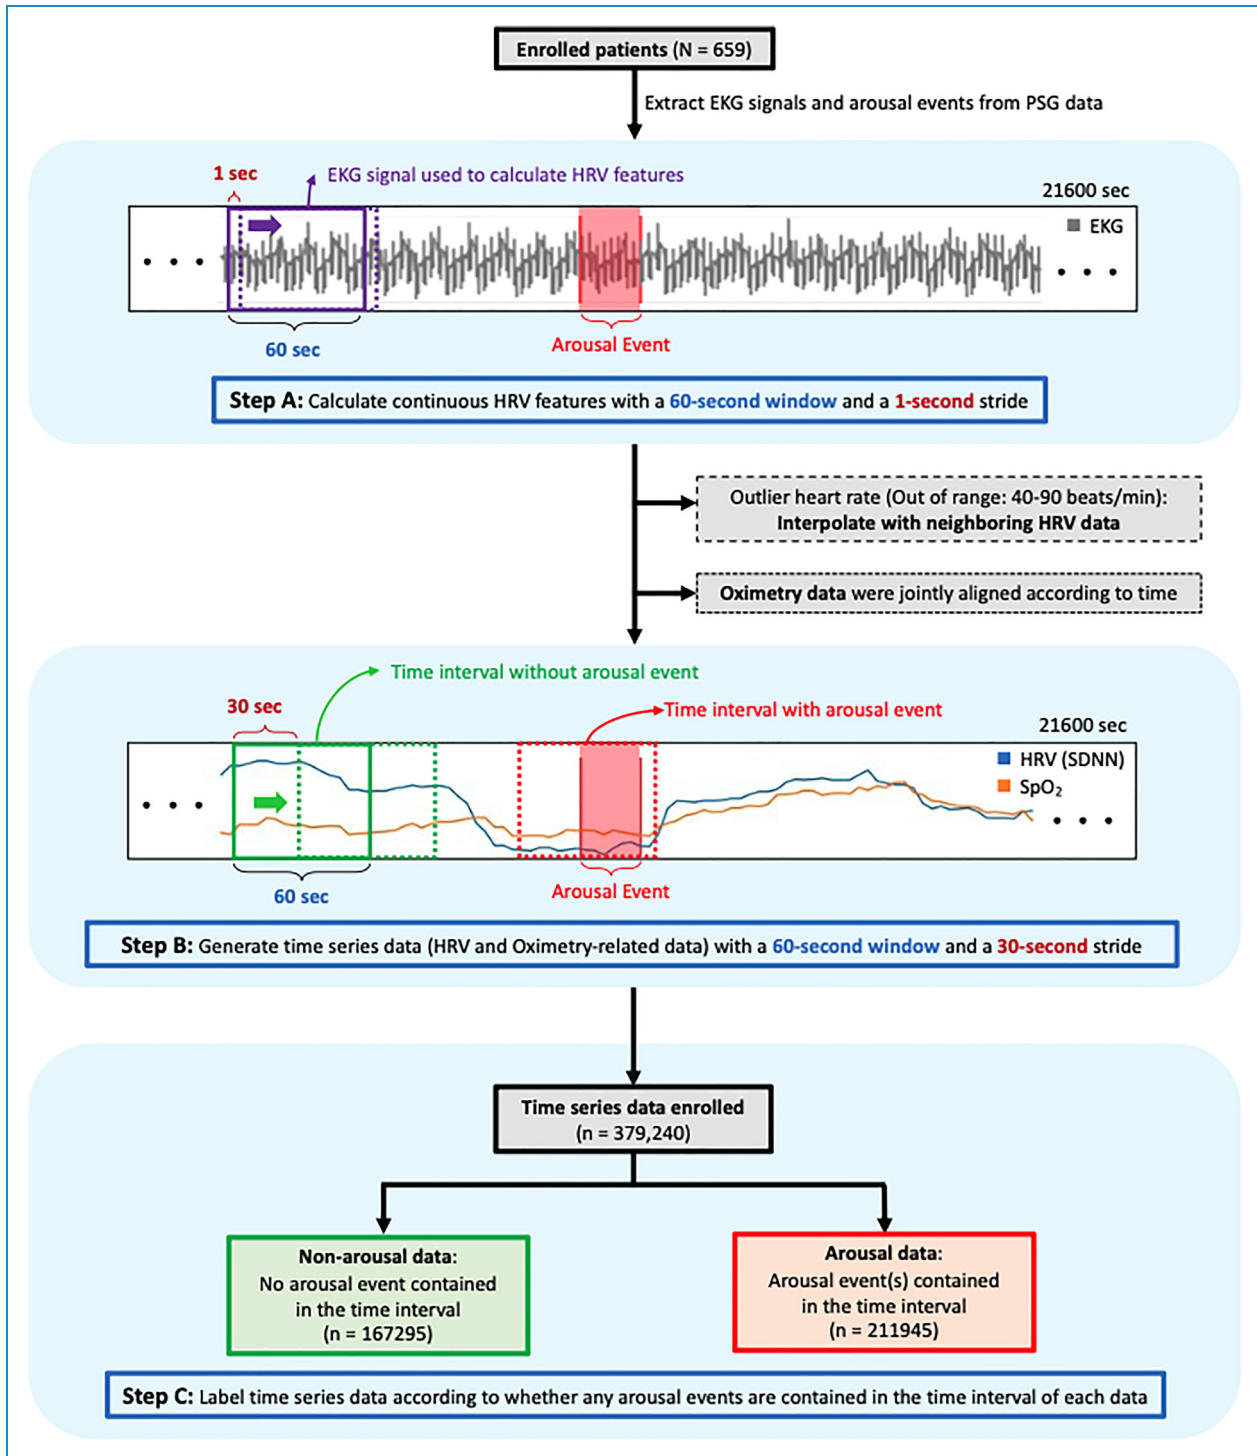 Enrolled patients (N = 659)
Extract EKG signals and arousal events from PSG data
1 sec
EKG signal used to calculate HRV features
21600 sec
EKG
• • •
• • •
60 sec
Arousal Event
Step A: Calculate continuous HRV features with a 60-second window and a 1-second stride
Outlier heart rate (Out of range: 40-90 beats/min):
Interpolate with neighboring HRV data
Oximetry data were jointly aligned according to time
Time interval without arousal event
30 sec
Time interval with arousal event
21600 sec
HRV (SDNN)
SpO₂
• • •
• • •
60 sec
Arousal Event
Step B: Generate time series data (HRV and Oximetry-related data) with a 60-second window and a 30-second stride
Time series data enrolled
(n = 379,240)
Non-arousal data:
No arousal event contained
in the time interval
(n = 167295)
Arousal data:
Arousal event(s) contained
in the time interval
(n = 211945)
Step C: Label time series data according to whether any arousal events are contained in the time interval of each data